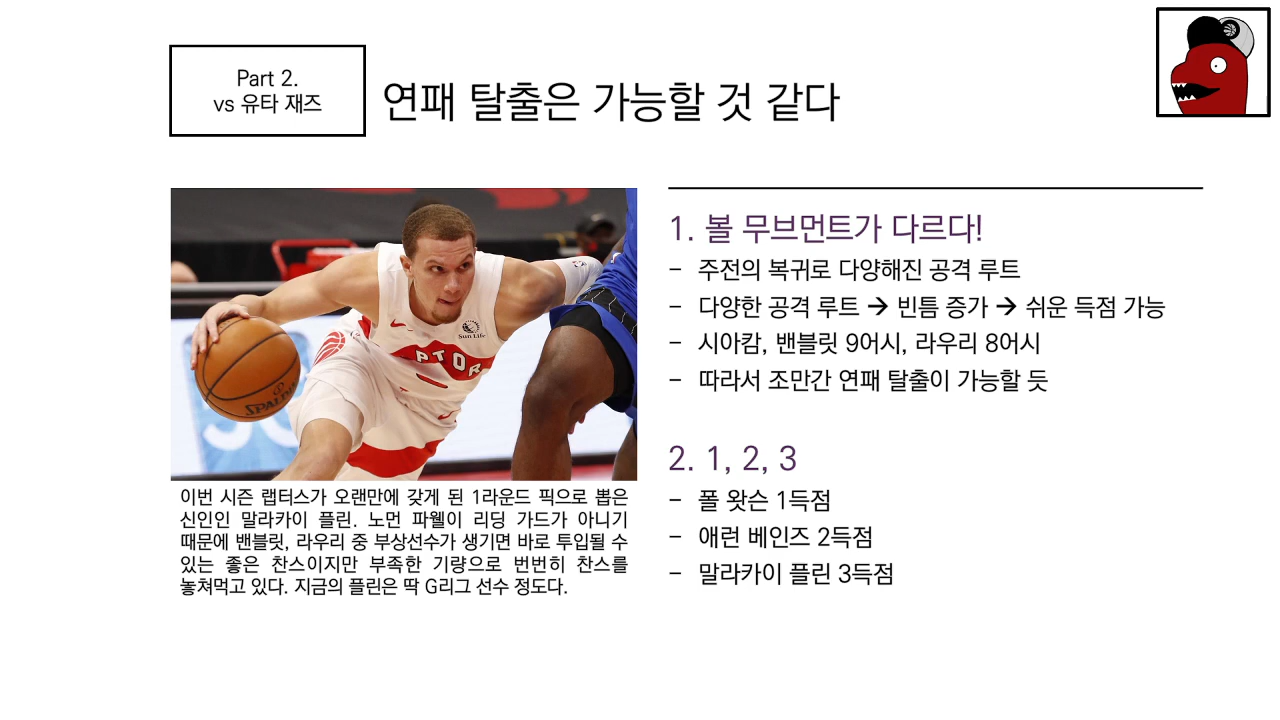 Part 2.
vs 유타 재즈
연패 탈출은 가능할 것 같다
1. 볼 무브먼트가 다르다!
- 주전의 복귀로 다양해진 공격 루트
- 다양한 공격 루트 → 빈틈 증가 → 쉬운 득점 가능
- 시아캄, 밴블릿 9어시, 라우리 8어시
- 따라서 조만간 연패 탈출이 가능할 듯
2. 1, 2, 3
- 폴 왓슨 1득점
- 애런 베인즈 2득점
- 말라카이 플린 3득점
Sun Life
PTOR
SPALDING
이번 시즌 랩터스가 오랜만에 갖게 된 1라운드 픽으로 뽑은
신인인 말라카이 플린. 노먼 파웰이 리딩 가드가 아니기
때문에 밴블릿, 라우리 중 부상선수가 생기면 바로 투입될 수
있는 좋은 찬스이지만 부족한 기량으로 번번히 찬스를
놓쳐먹고 있다. 지금의 플린은 딱 G리그 선수 정도다.